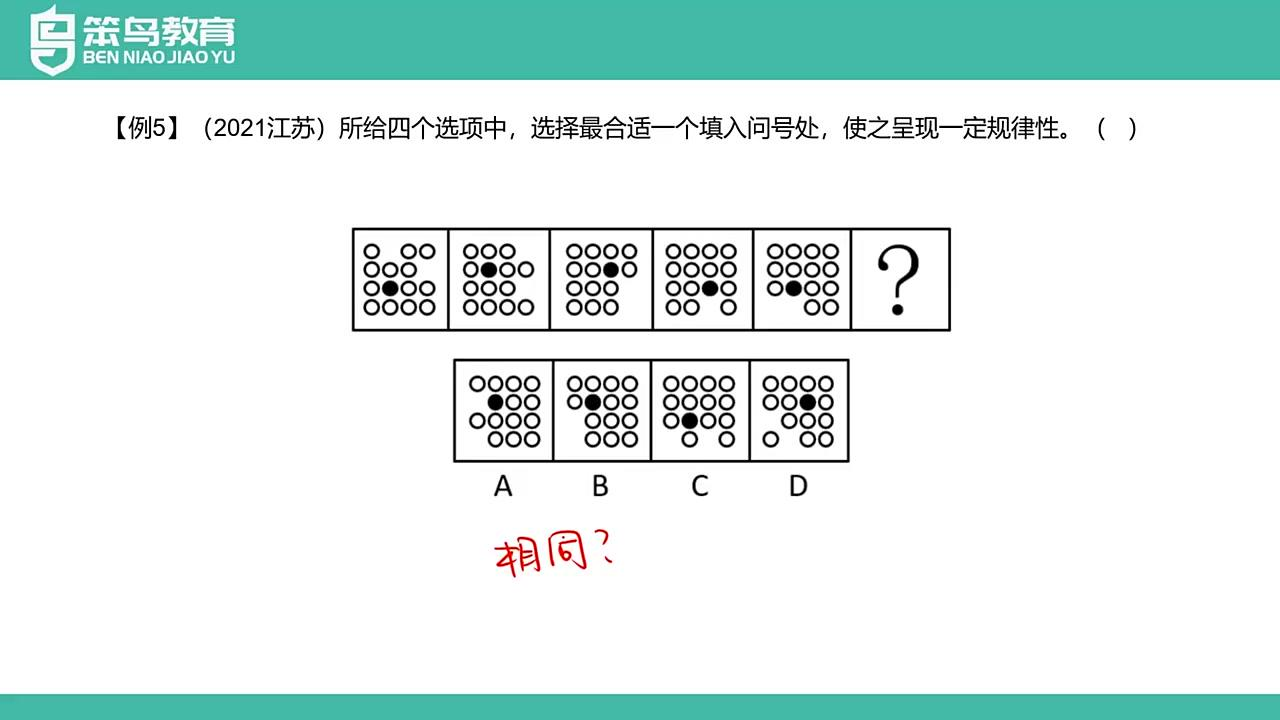 笨鸟教育
BEN NIAO JIAO YU
【例5】（2021江苏）所给四个选项中，选择最合适一个填入问号处，使之呈现一定规律性。（ ）
?
A B C D
相同？